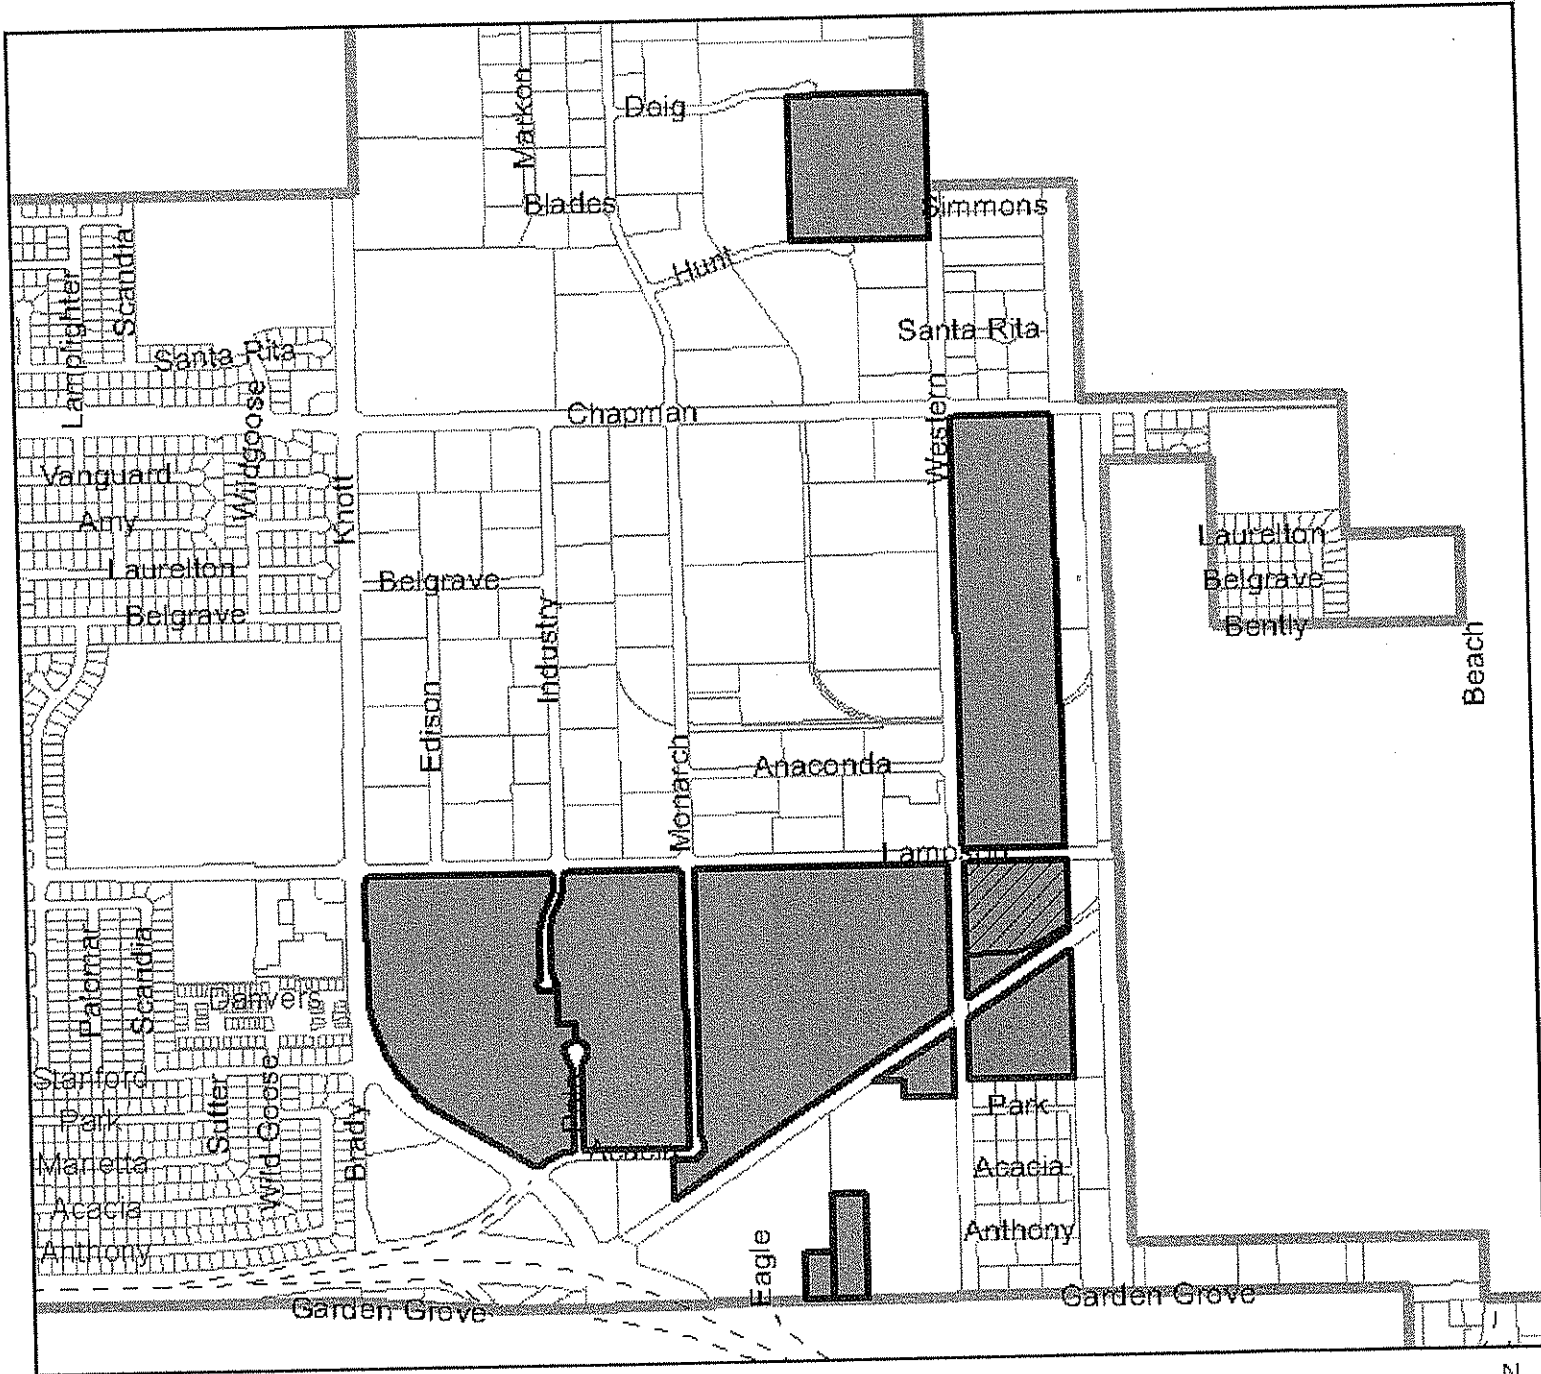 Markon
Doig
Blades
Simmons
Scandia
Hunt
Lamplighter
Santa Rita
Santa Rita
Wildgoose
Chapman
Western
Vanguard
Knott
Amy
Laurelton
Laurelton
Belgrave
Belgrave
Belgrave
Bently
Industry
Beach
Edison
Monarch
Anaconda
Lampson
Palomar
Scandia
Danvers
Stanford
Park
Sutter
Wild Goose
Brady
Park
Marietta
Acacia
Acacia
Acacia
Anthony
Anthony
Eagle
Garden Grove
Garden Grove
N